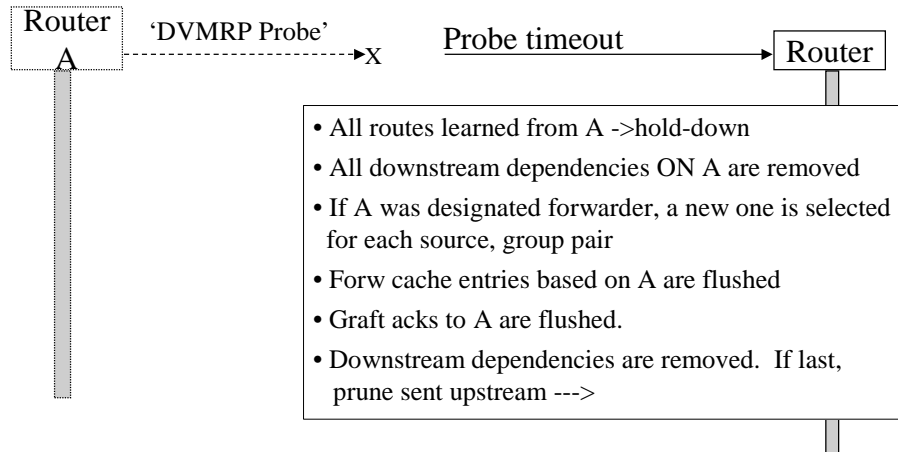 Router
A
‘DVMRP Probe’
X
Probe timeout
Router
• All routes learned from A ->hold-down
• All downstream dependencies ON A are removed
• If A was designated forwarder, a new one is selected
for each source, group pair
• Forw cache entries based on A are flushed
• Graft acks to A are flushed.
• Downstream dependencies are removed. If last,
prune sent upstream --->